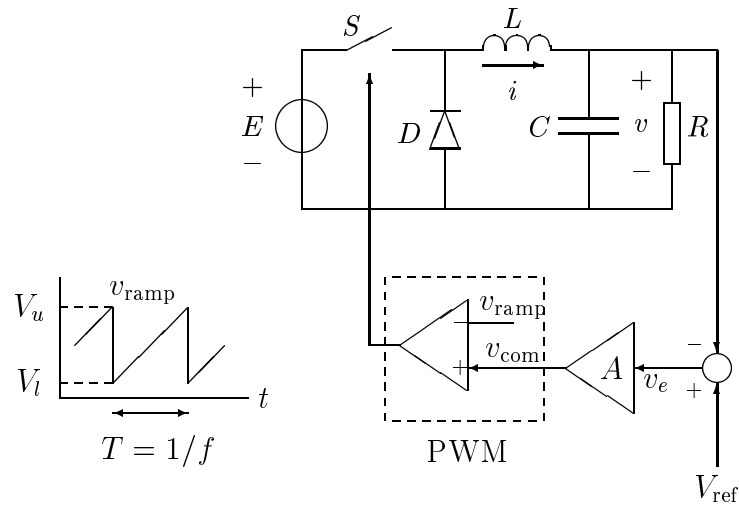 S
L
+
i
+
E
D
C
v
R
−
−
V_u
v_ramp
v_ramp
−
v_com
−
V_l
+
A
v_e
+
t
T = 1/f
PWM
V_ref